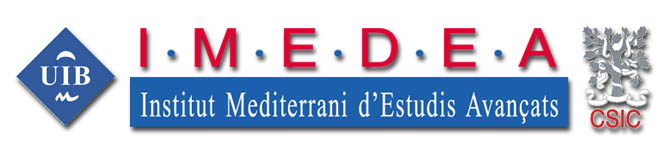 UIB
I·M·E·D·E·A
Institut Mediterrani d'Estudis Avançats
CSIC